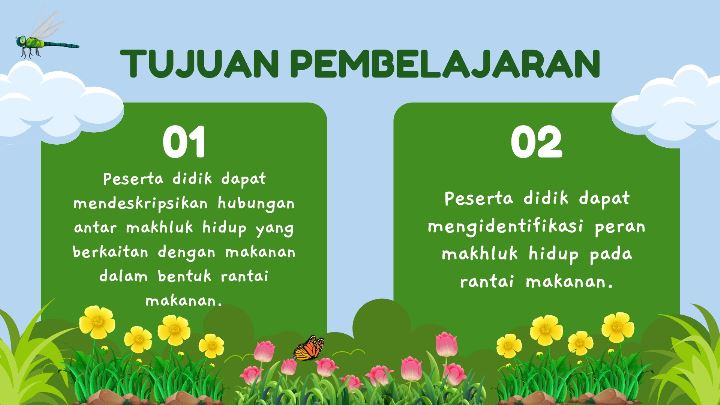 TUJUAN PEMBELAJARAN
01
Peserta didik dapat
mendeskripsikan hubungan
antar makhluk hidup yang
berkaitan dengan makanan
dalam bentuk rantai
makanan.
02
Peserta didik dapat
mengidentifikasi peran
makhluk hidup pada
rantai makanan.